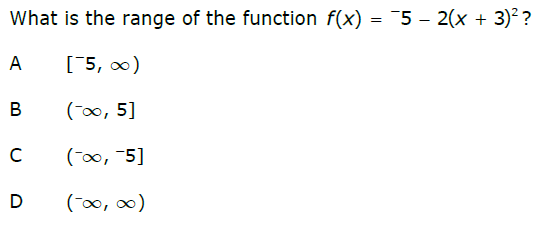 What is the range of the function f(x) = ⁻5 – 2(x + 3)²?
A [⁻5, ∞)
B (⁻∞, 5]
C (⁻∞, ⁻5]
D (⁻∞, ∞)